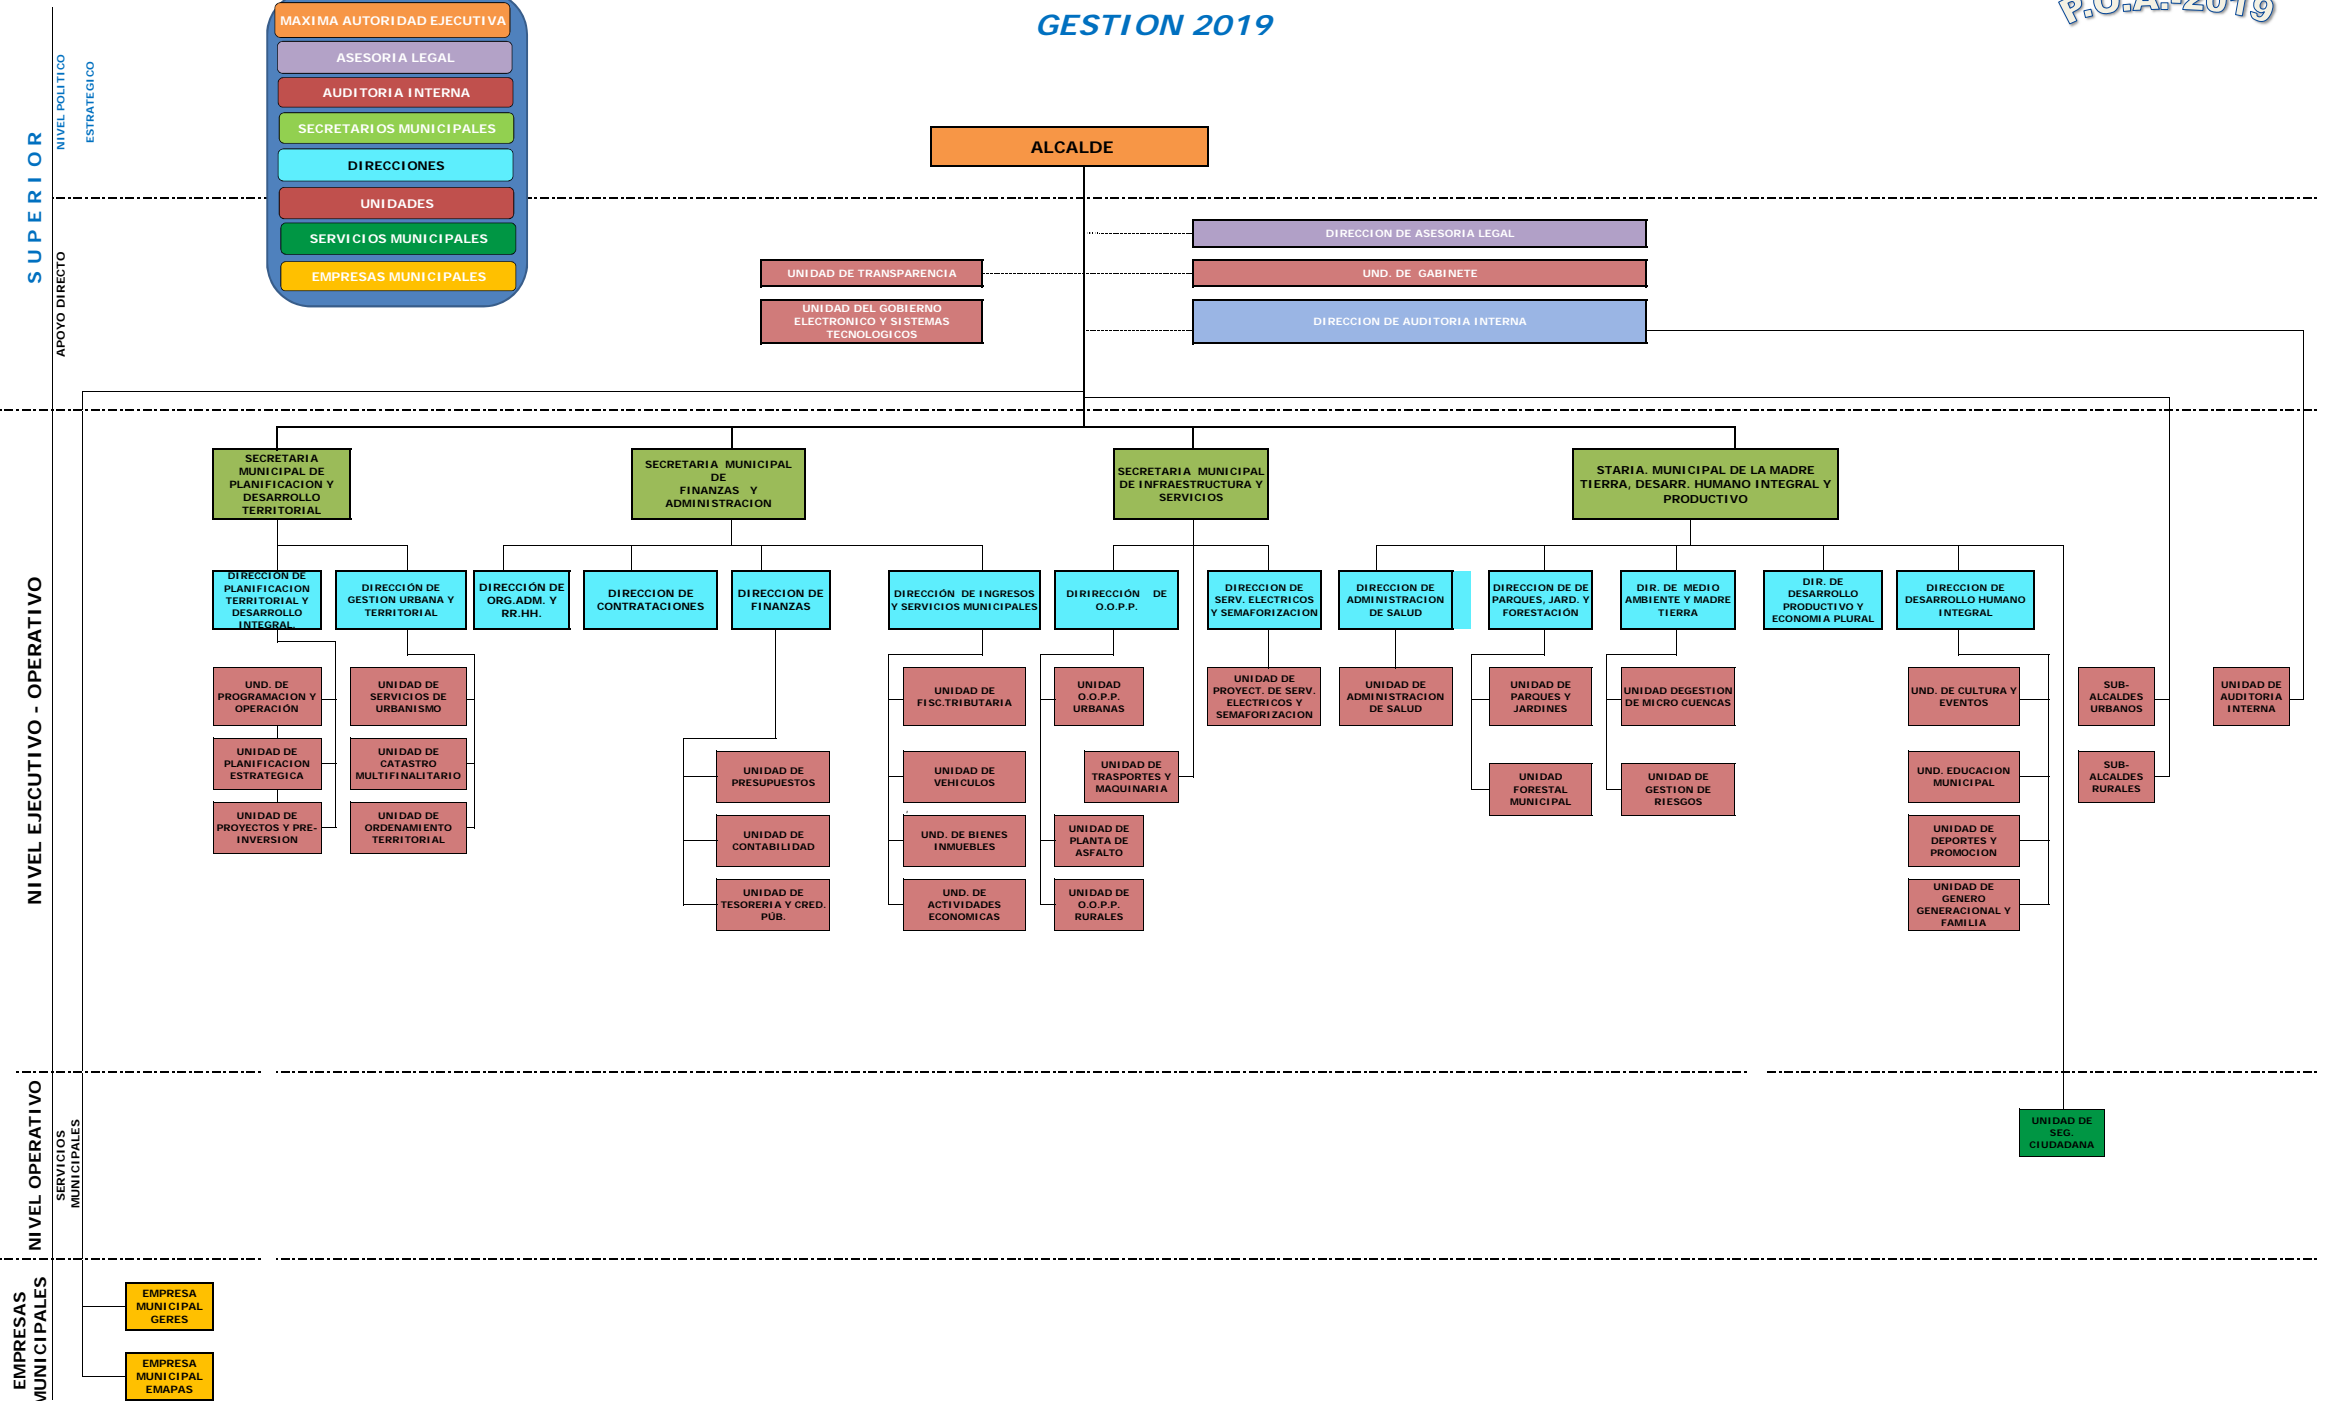 GESTION 2019
P.O.A.-2019
MAXIMA AUTORIDAD EJECUTIVA
ASESORIA LEGAL
AUDITORIA INTERNA
SECRETARIOS MUNICIPALES
DIRECCIONES
UNIDADES
SERVICIOS MUNICIPALES
EMPRESAS MUNICIPALES
SUPERIOR
NIVEL POLITICO
ESTRATEGICO
APOYO DIRECTO
ALCALDE
DIRECCION DE ASESORIA LEGAL
UNIDAD DE TRANSPARENCIA
UND. DE GABINETE
UNIDAD DEL GOBIERNO
ELECTRONICO Y SISTEMAS
TECNOLOGICOS
DIRECCION DE AUDITORIA INTERNA
NIVEL EJECUTIVO - OPERATIVO
SECRETARIA
MUNICIPAL DE
PLANIFICACION Y
DESARROLLO
TERRITORIAL
SECRETARIA MUNICIPAL
DE
FINANZAS Y
ADMINISTRACION
SECRETARIA MUNICIPAL
DE INFRAESTRUCTURA Y
SERVICIOS
STARIA. MUNICIPAL DE LA MADRE
TIERRA, DESARR. HUMANO INTEGRAL Y
PRODUCTIVO
DIRECCIÓN DE
PLANIFICACION
TERRITORIAL Y
DESARROLLO
INTEGRAL.
DIRECCIÓN DE
GESTION URBANA Y
TERRITORIAL
DIRECCIÓN DE
ORG.ADM. Y
RR.HH.
DIRECCION DE
CONTRATACIONES
DIRECCION DE
FINANZAS
DIRECCIÓN DE INGRESOS
Y SERVICIOS MUNICIPALES
DIRIRECCIÓN DE
O.O.P.P.
DIRECCION DE
SERV. ELECTRICOS
Y SEMAFORIZACION
DIRECCION DE
ADMINISTRACION
DE SALUD
DIRECCION DE DE
PARQUES, JARD. Y
FORESTACIÓN
DIR. DE MEDIO
AMBIENTE Y MADRE
TIERRA
DIR. DE
DESARROLLO
PRODUCTIVO Y
ECONOMIA PLURAL
DIRECCION DE
DESARROLLO HUMANO
INTEGRAL
UND. DE
PROGRAMACION Y
OPERACIÓN
UNIDAD DE
SERVICIOS DE
URBANISMO
UNIDAD DE
FISC.TRIBUTARIA
UNIDAD
O.O.P.P.
URBANAS
UNIDAD DE
PROYECT. DE SERV.
ELECTRICOS Y
SEMAFORIZACION
UNIDAD DE
ADMINISTRACION
DE SALUD
UNIDAD DE
PARQUES Y
JARDINES
UNIDAD DEGESTION
DE MICRO CUENCAS
UND. DE CULTURA Y
EVENTOS
SUB-
ALCALDES
URBANOS
UNIDAD DE
AUDITORIA
INTERNA
UNIDAD DE
PLANIFICACION
ESTRATEGICA
UNIDAD DE
CATASTRO
MULTIFINALITARIO
UNIDAD DE
PRESUPUESTOS
UNIDAD DE
VEHICULOS
UNIDAD DE
TRASPORTES Y
MAQUINARIA
UNIDAD
FORESTAL
MUNICIPAL
UNIDAD DE
GESTION DE
RIESGOS
UND. EDUCACION
MUNICIPAL
SUB-
ALCALDES
RURALES
UNIDAD DE
PROYECTOS Y PRE-
INVERSION
UNIDAD DE
ORDENAMIENTO
TERRITORIAL
UNIDAD DE
CONTABILIDAD
UND. DE BIENES
INMUEBLES
UNIDAD DE
PLANTA DE
ASFALTO
UNIDAD DE
DEPORTES Y
PROMOCION
UNIDAD DE
TESORERIA Y CRED.
PÚB.
UND. DE
ACTIVIDADES
ECONOMICAS
UNIDAD DE
O.O.P.P.
RURALES
UNIDAD DE
GENERO
GENERACIONAL Y
FAMILIA
NIVEL OPERATIVO
SERVICIOS
MUNICIPALES
UNIDAD DE
SEG.
CIUDADANA
EMPRESAS
MUNICIPALES
EMPRESA
MUNICIPAL
GERES
EMPRESA
MUNICIPAL
EMAPAS